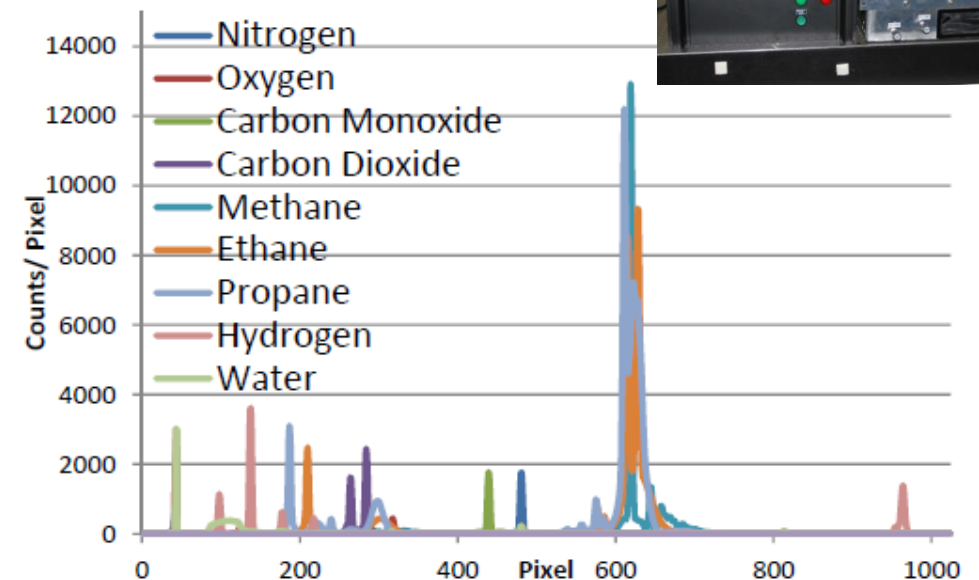 14000
12000
10000
8000
6000
4000
2000
0
Counts/ Pixel
Nitrogen
Oxygen
Carbon Monoxide
Carbon Dioxide
Methane
Ethane
Propane
Hydrogen
Water
0 200 400 Pixel 600 800 1000